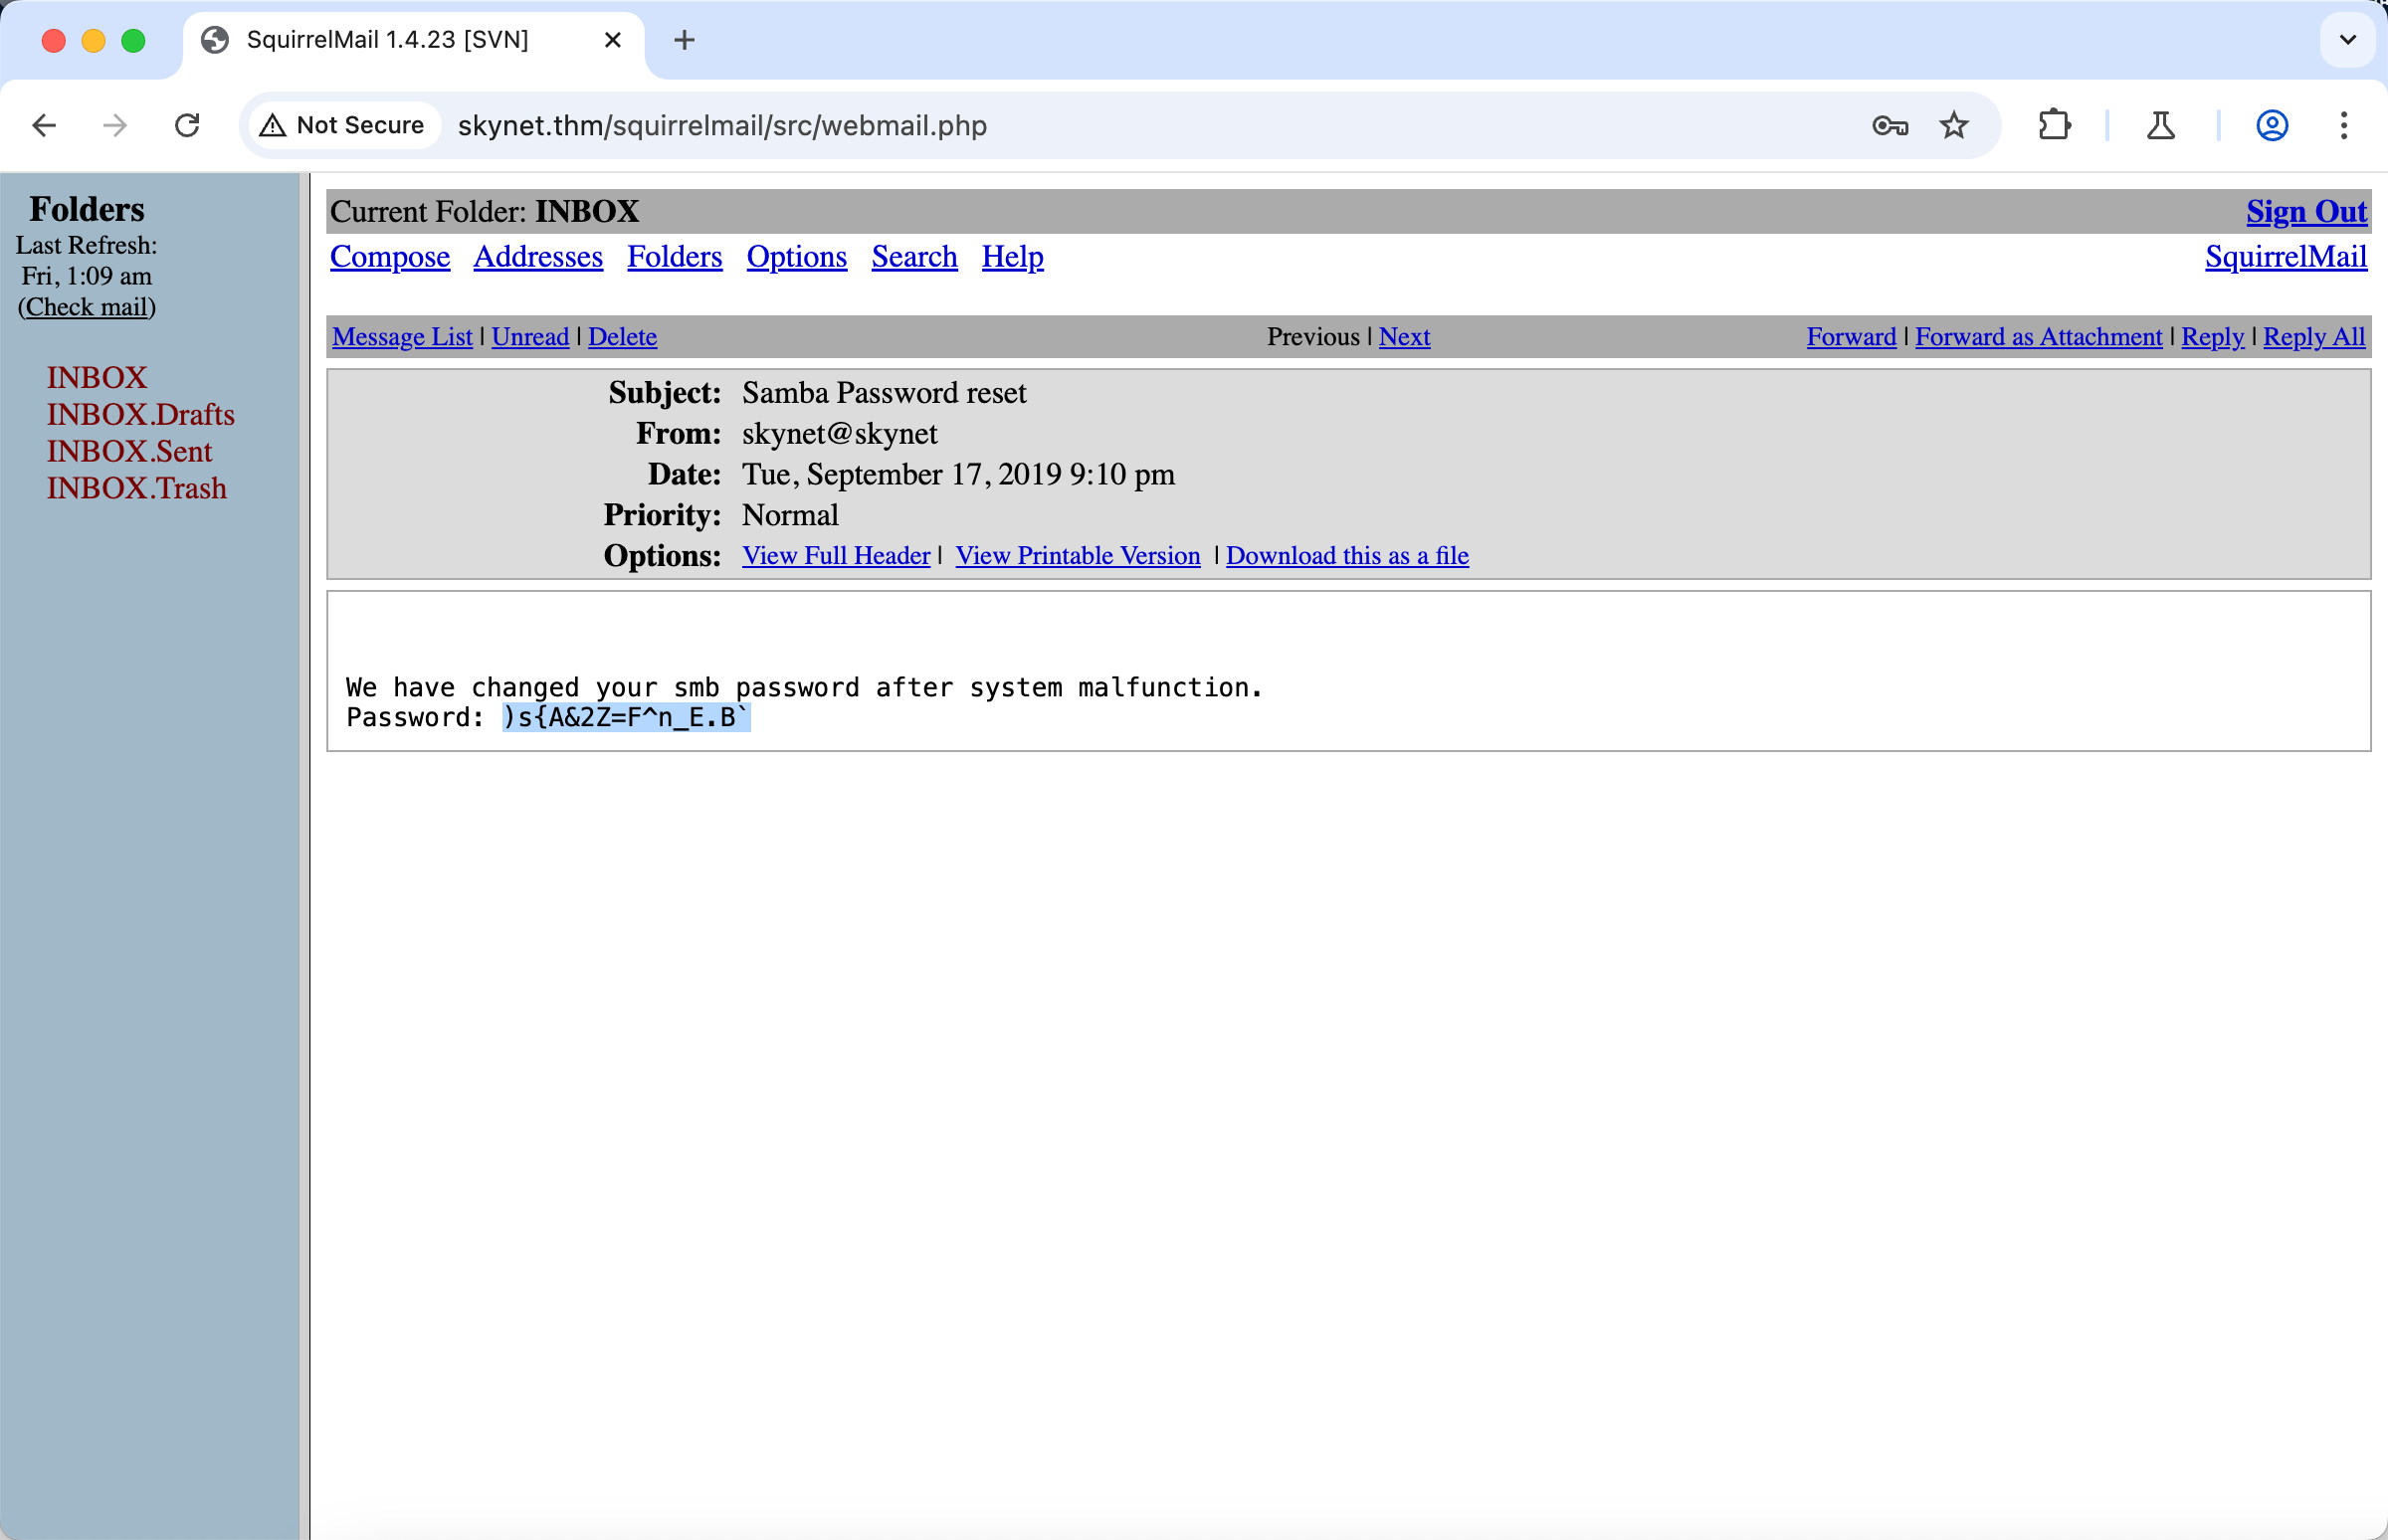 SquirrelMail 1.4.23 [SVN]
Not Secure skynet.thm/squirrelmail/src/webmail.php
Folders
Last Refresh:
Fri, 1:09 am
(Check mail)
INBOX
INBOX.Drafts
INBOX.Sent
INBOX.Trash
Current Folder: INBOX Sign Out
Compose Addresses Folders Options Search Help SquirrelMail
Message List | Unread | Delete Previous | Next Forward | Forward as Attachment | Reply | Reply All
Subject: Samba Password reset
From: skynet@skynet
Date: Tue, September 17, 2019 9:10 pm
Priority: Normal
Options: View Full Header | View Printable Version | Download this as a file
We have changed your smb password after system malfunction.
Password: )s{A&2Z=F^n_E.B`